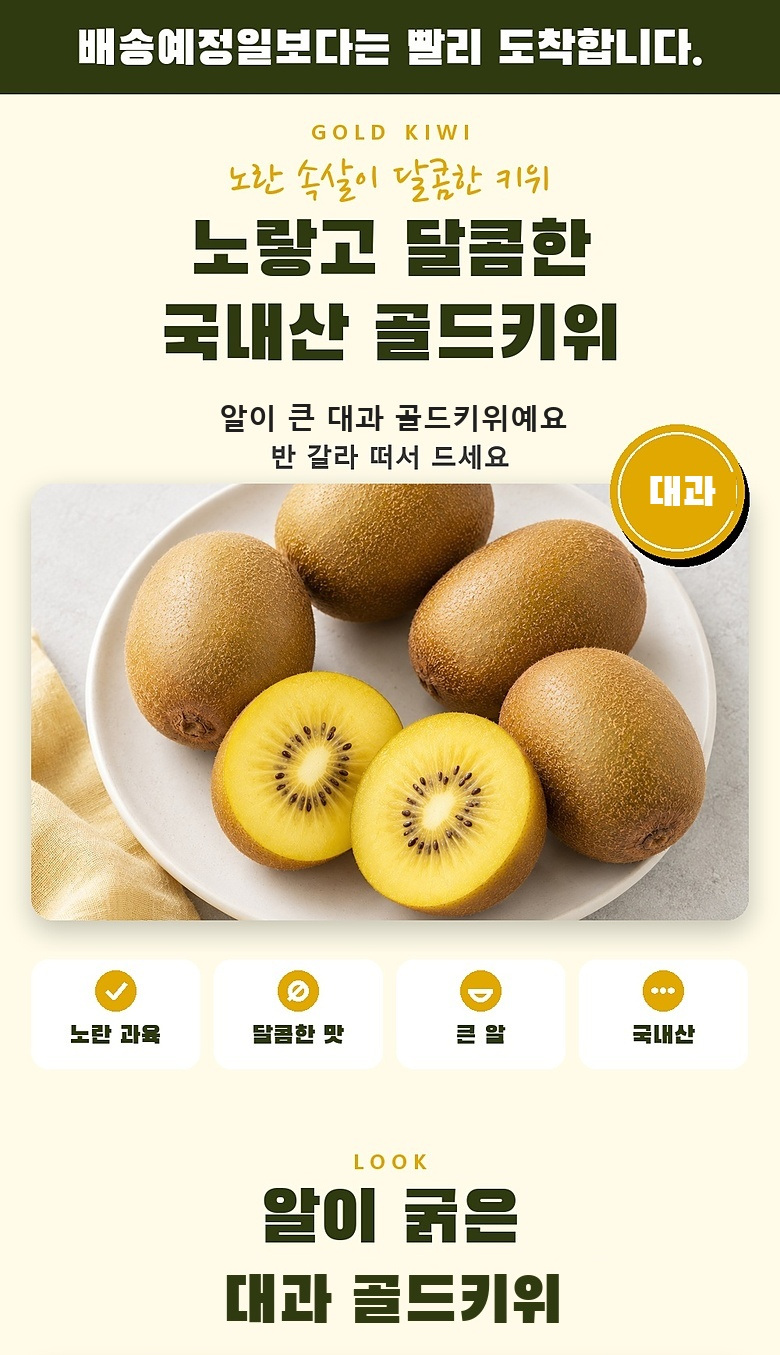 배송예정일보다는 빨리 도착합니다.
GOLD KIWI
노란 속살이 달콤한 키위
노랗고 달콤한
국내산 골드키위
알이 큰 대과 골드키위예요
반 갈라 떠서 드세요
대과
노란 과육
달콤한 맛
큰 알
국내산
LOOK
알이 굵은
대과 골드키위